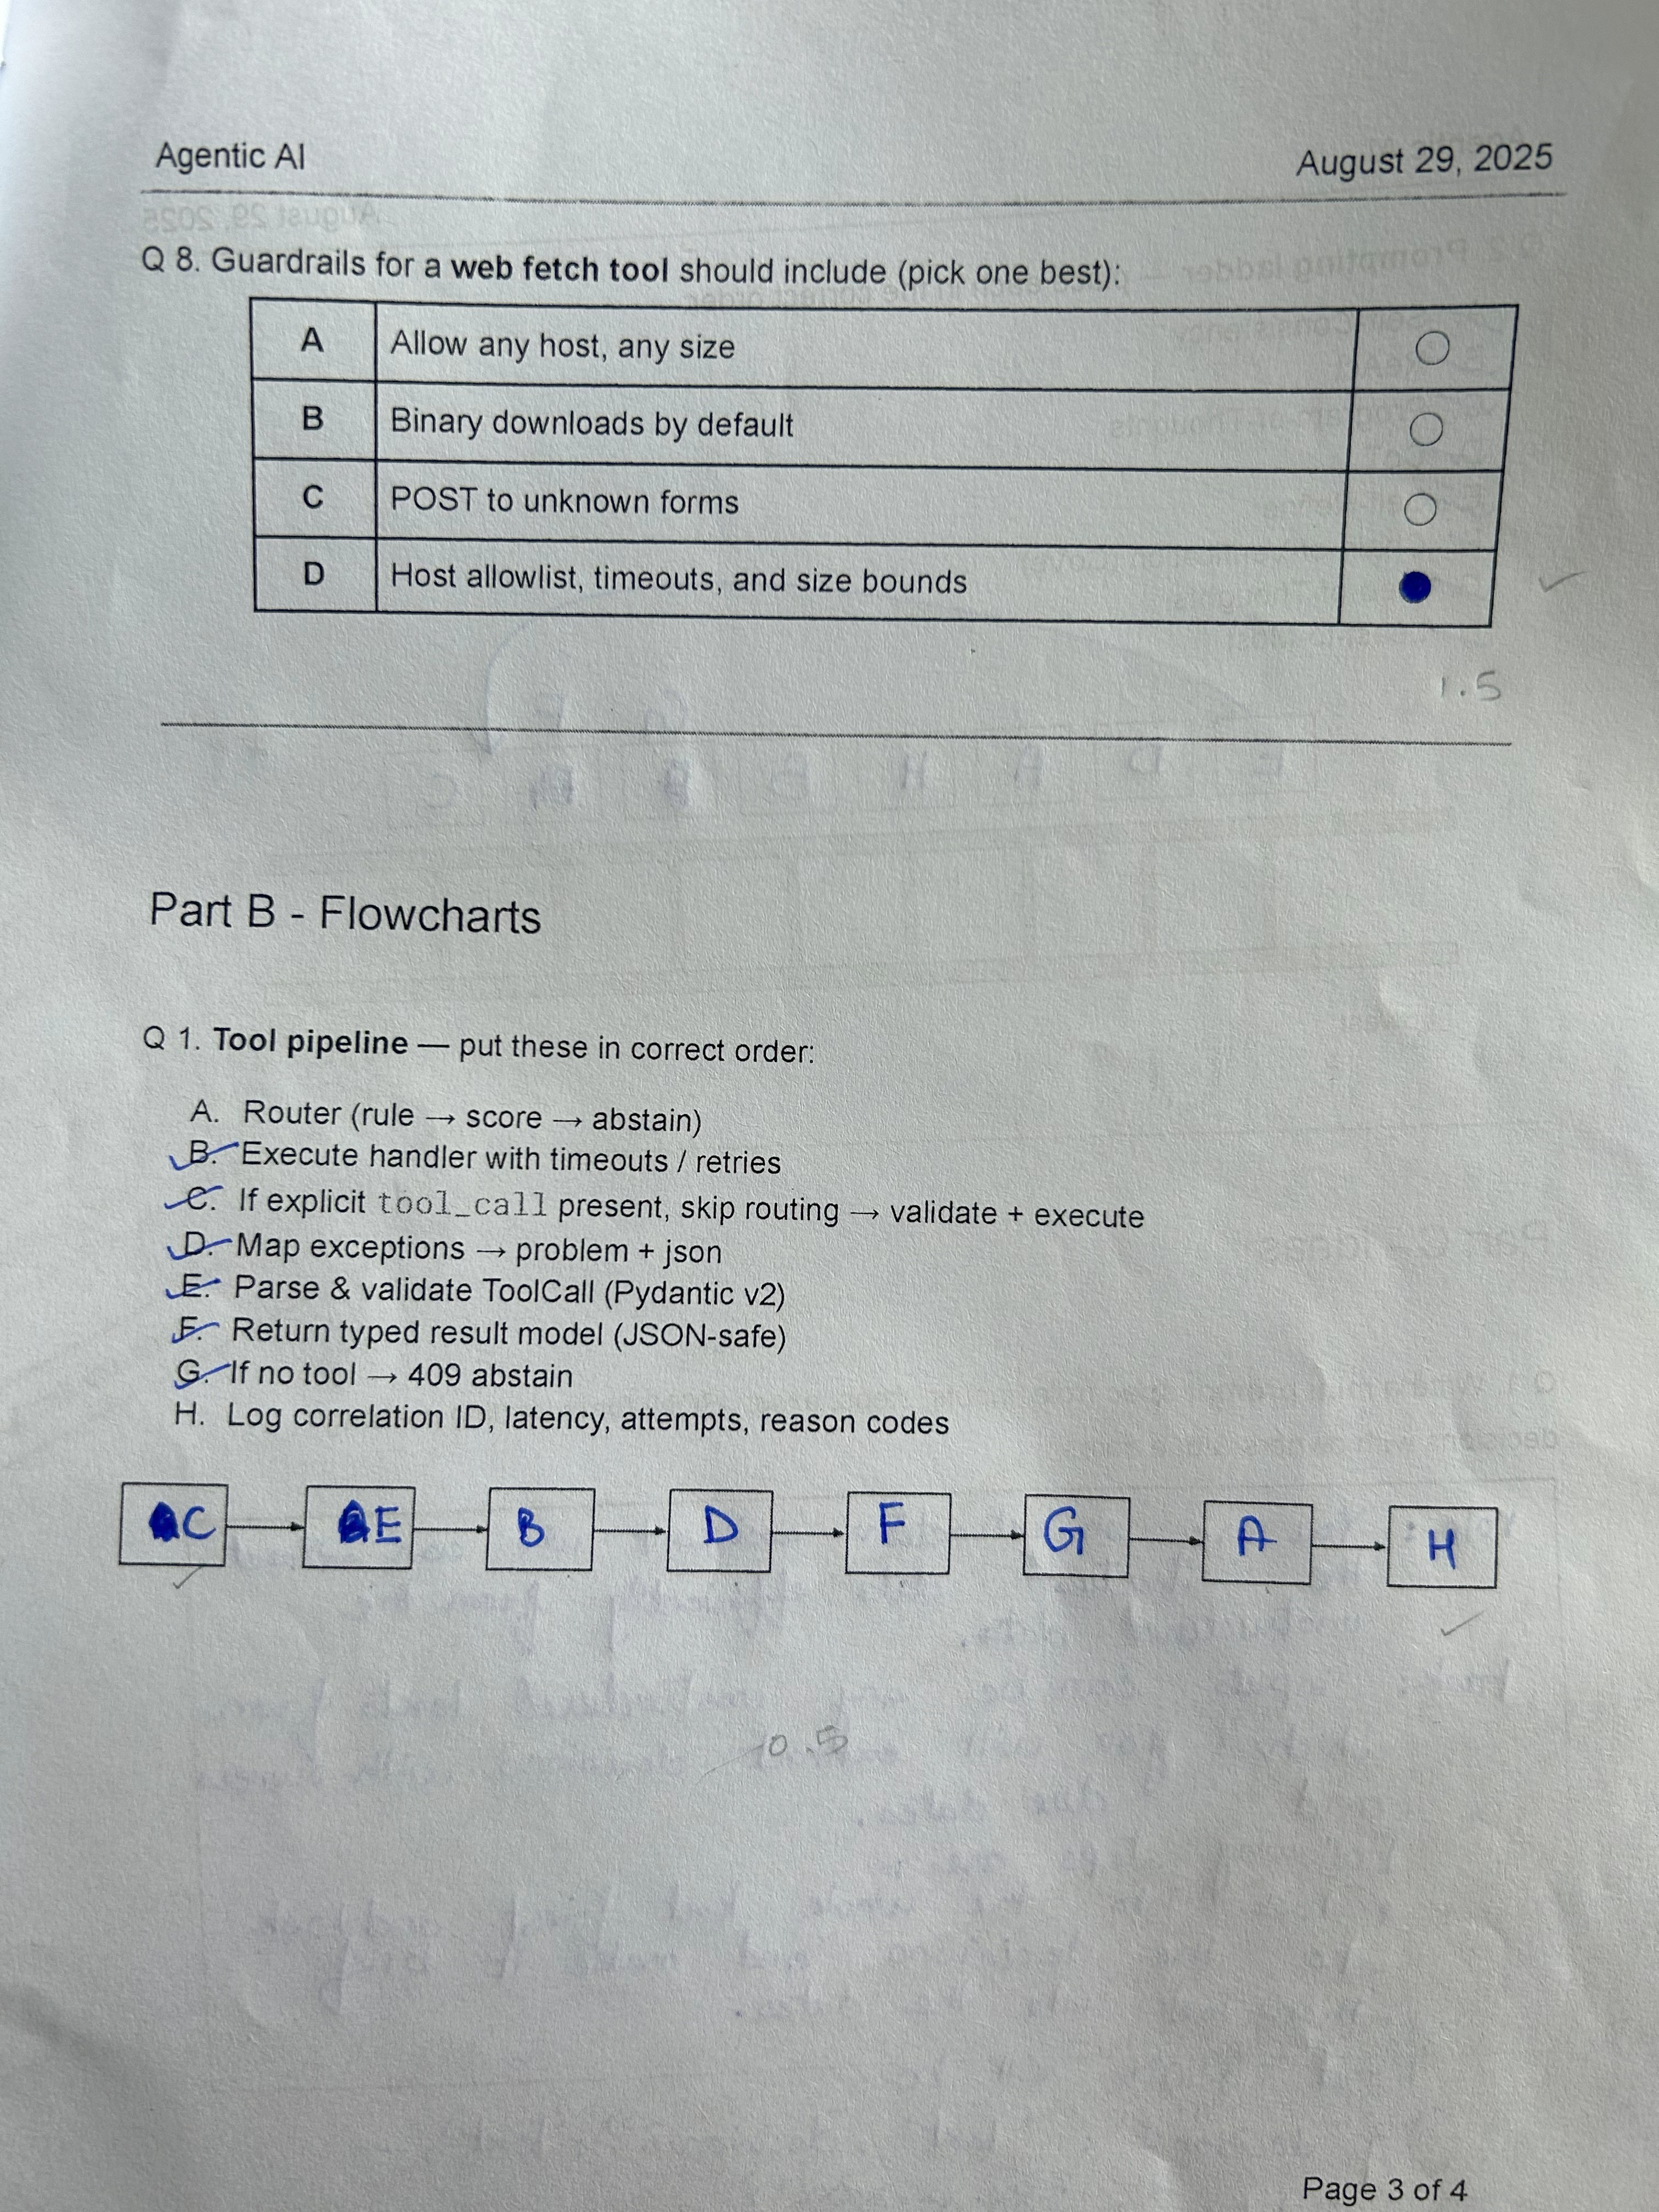 Agentic AI August 29, 2025
Q 8. Guardrails for a web fetch tool should include (pick one best):
A Allow any host, any size
B Binary downloads by default
C POST to unknown forms
D Host allowlist, timeouts, and size bounds
1.5
Part B - Flowcharts
Q 1. Tool pipeline — put these in correct order:
A. Router (rule → score → abstain)
B. Execute handler with timeouts / retries
C. If explicit tool_call present, skip routing → validate + execute
D. Map exceptions → problem + json
E. Parse & validate ToolCall (Pydantic v2)
F. Return typed result model (JSON-safe)
G. If no tool → 409 abstain
H. Log correlation ID, latency, attempts, reason codes
C → E → B → D → F → G → A → H
0.5
Page 3 of 4